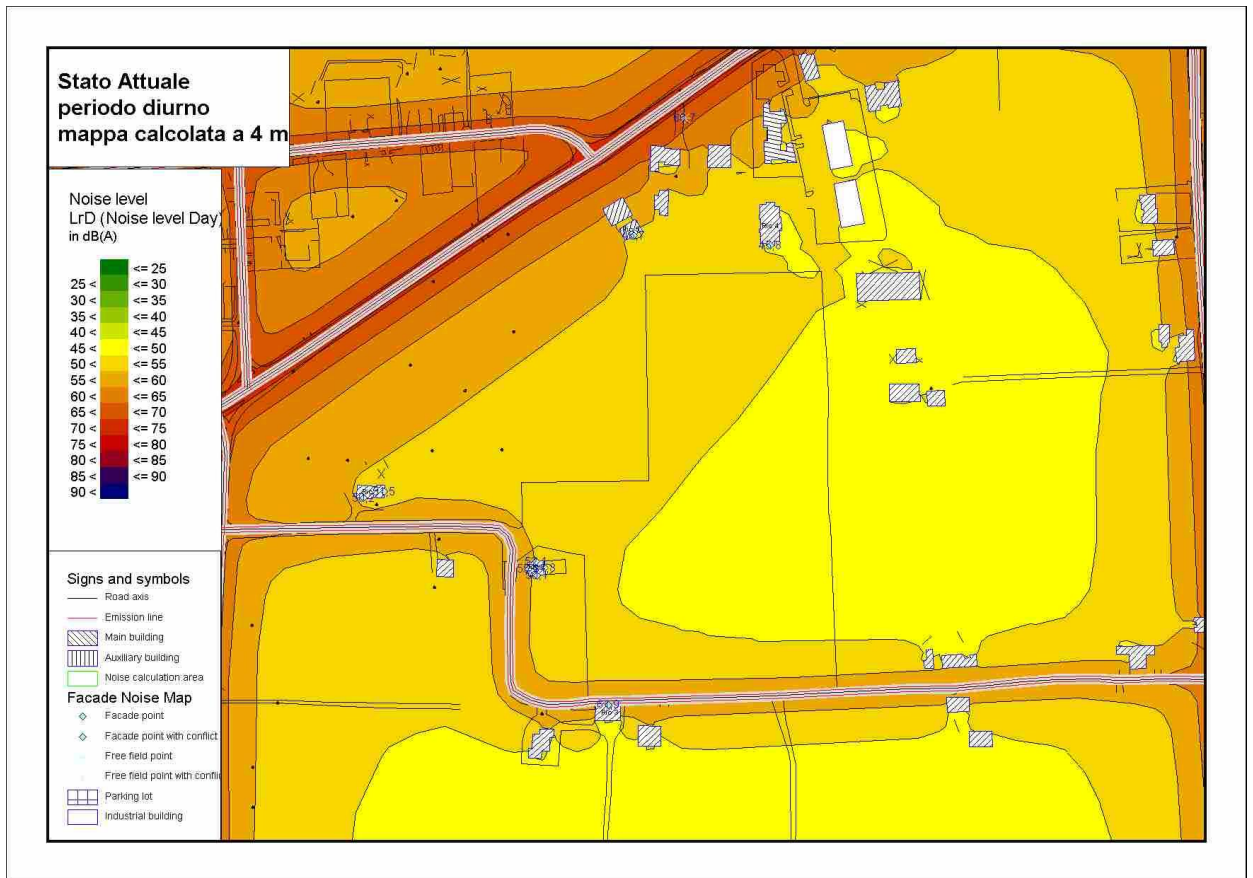 Stato Attuale
periodo diurno
mappa calcolata a 4 m
Noise level
LrD (Noise level Day)
in dB(A)
<= 25
25 < <= 30
30 < <= 35
35 < <= 40
40 < <= 45
45 < <= 50
50 < <= 55
55 < <= 60
60 < <= 65
65 < <= 70
70 < <= 75
75 < <= 80
80 < <= 85
85 < <= 90
90 <
Signs and symbols
Road axis
Emission line
Main building
Auxiliary building
Noise calculation area
Facade Noise Map
Facade point
Facade point with conflict
Free field point
Free field point with confli
Parking lot
Industrial building